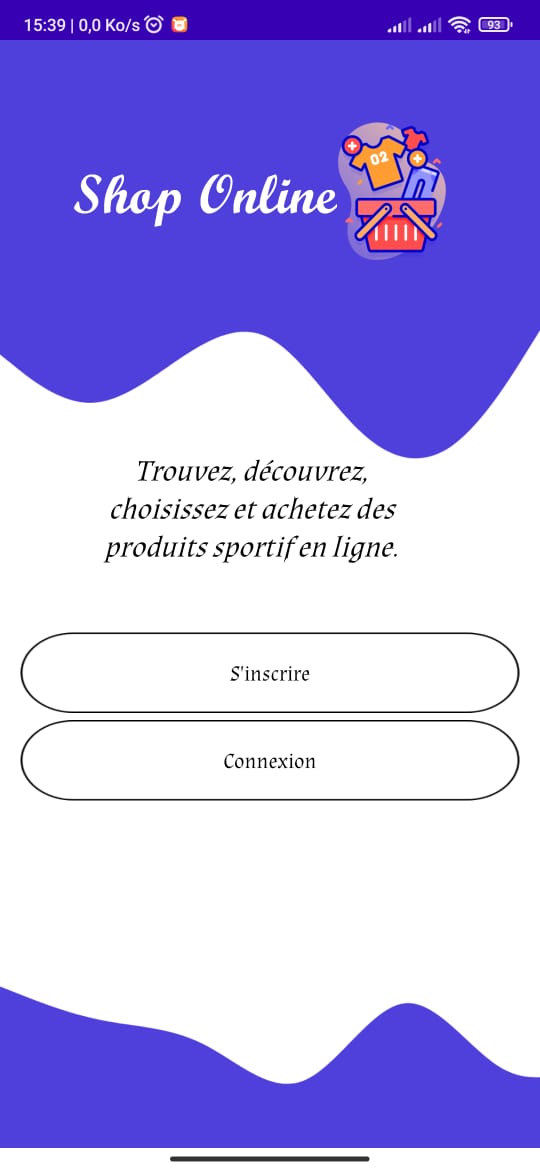 15:39 | 0,0 Ko/s
93
Shop Online
02
Trouvez, découvrez,
choisissez et achetez des
produits sportif en ligne.
S'inscrire
Connexion